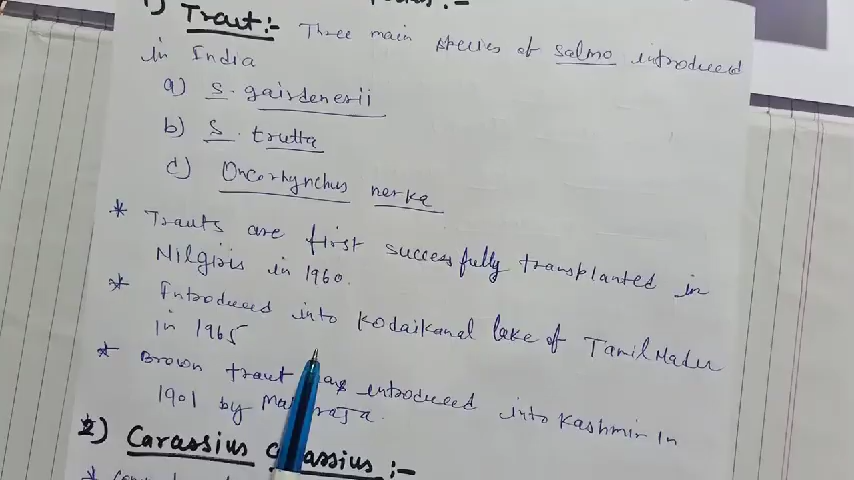 1) Traut:- Three main species of Salmo introduced
in India
a) S. gairdenerii
b) S. trutta
c) Oncorhynchus nerka
* Trauts are first successfully transplanted in
Nilgiris in 1960.
* Introduced into Kodaikanal lake of TamilNadu
in 1965
* Brown traut introduced into Kashmir in
1901 by
2) Carassius :-